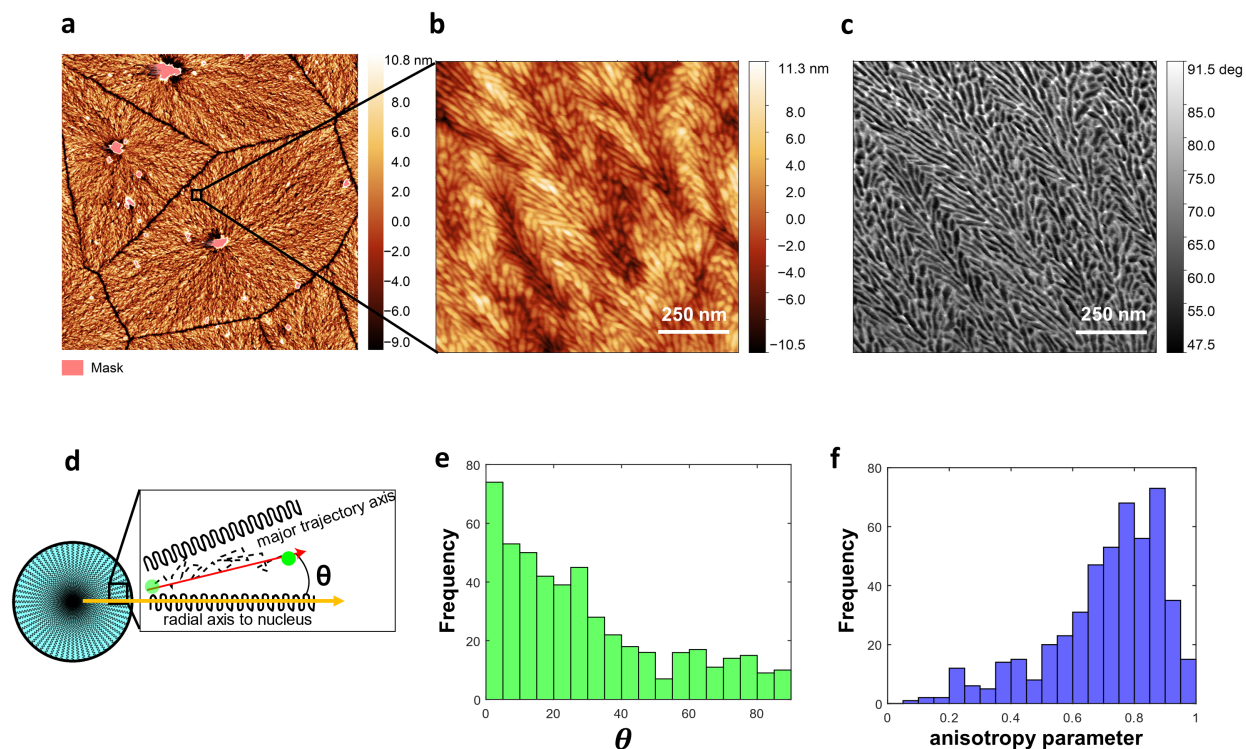 a
10.8 nm
8.0
6.0
4.0
2.0
0.0
−2.0
−4.0
−6.0
−9.0
Mask
b
11.3 nm
8.0
6.0
4.0
2.0
0.0
−2.0
−4.0
−6.0
−10.5
250 nm
c
91.5 deg
85.0
80.0
75.0
70.0
65.0
60.0
55.0
47.5
250 nm
d
major trajectory axis
θ
radial axis to nucleus
e
80
60
40
20
0
Frequency
0 20 40 60 80
θ
f
80
60
40
20
0
Frequency
0 0.2 0.4 0.6 0.8 1
anisotropy parameter